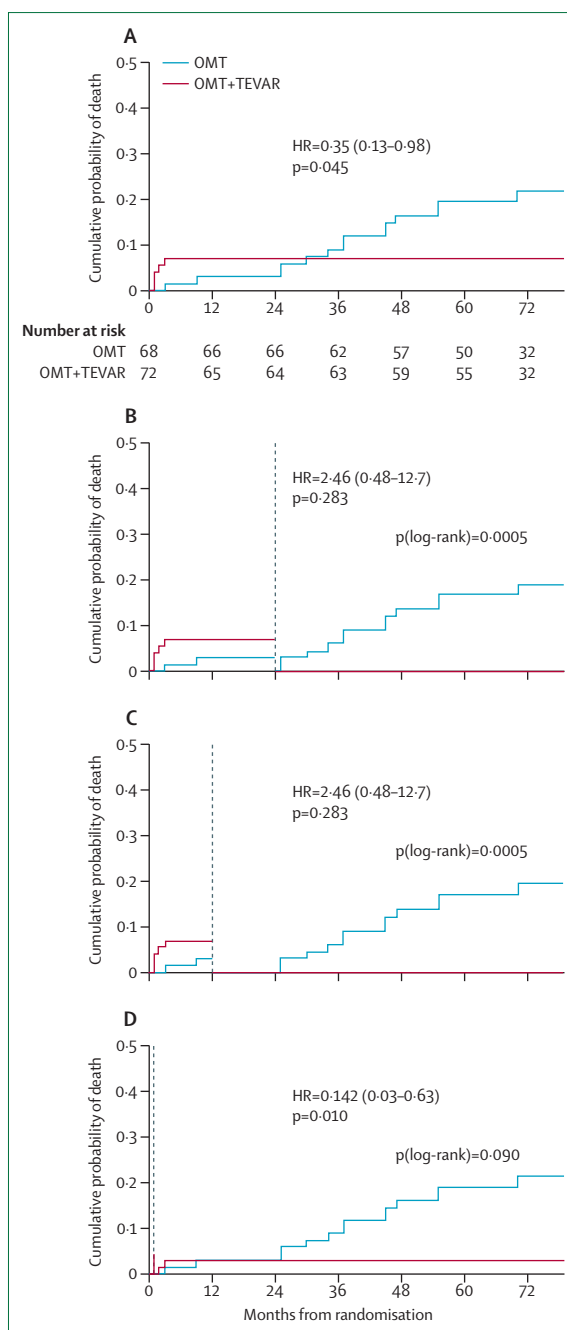 A
0·5
OMT
OMT+TEVAR
0·4
0·3
HR=0·35 (0·13–0·98)
p=0·045
0·2
0·1
0
Cumulative probability of death
0 12 24 36 48 60 72
Number at risk
OMT 68 66 66 62 57 50 32
OMT+TEVAR 72 65 64 63 59 55 32
B
0·5
0·4
HR=2·46 (0·48–12·7)
p=0·283
0·3
p(log-rank)=0·0005
0·2
0·1
0
Cumulative probability of death
C
0·5
0·4
HR=2·46 (0·48–12·7)
p=0·283
0·3
p(log-rank)=0·0005
0·2
0·1
0
Cumulative probability of death
D
0·5
0·4
HR=0·142 (0·03–0·63)
p=0·010
0·3
p(log-rank)=0·090
0·2
0·1
0
Cumulative probability of death
0 12 24 36 48 60 72
Months from randomisation